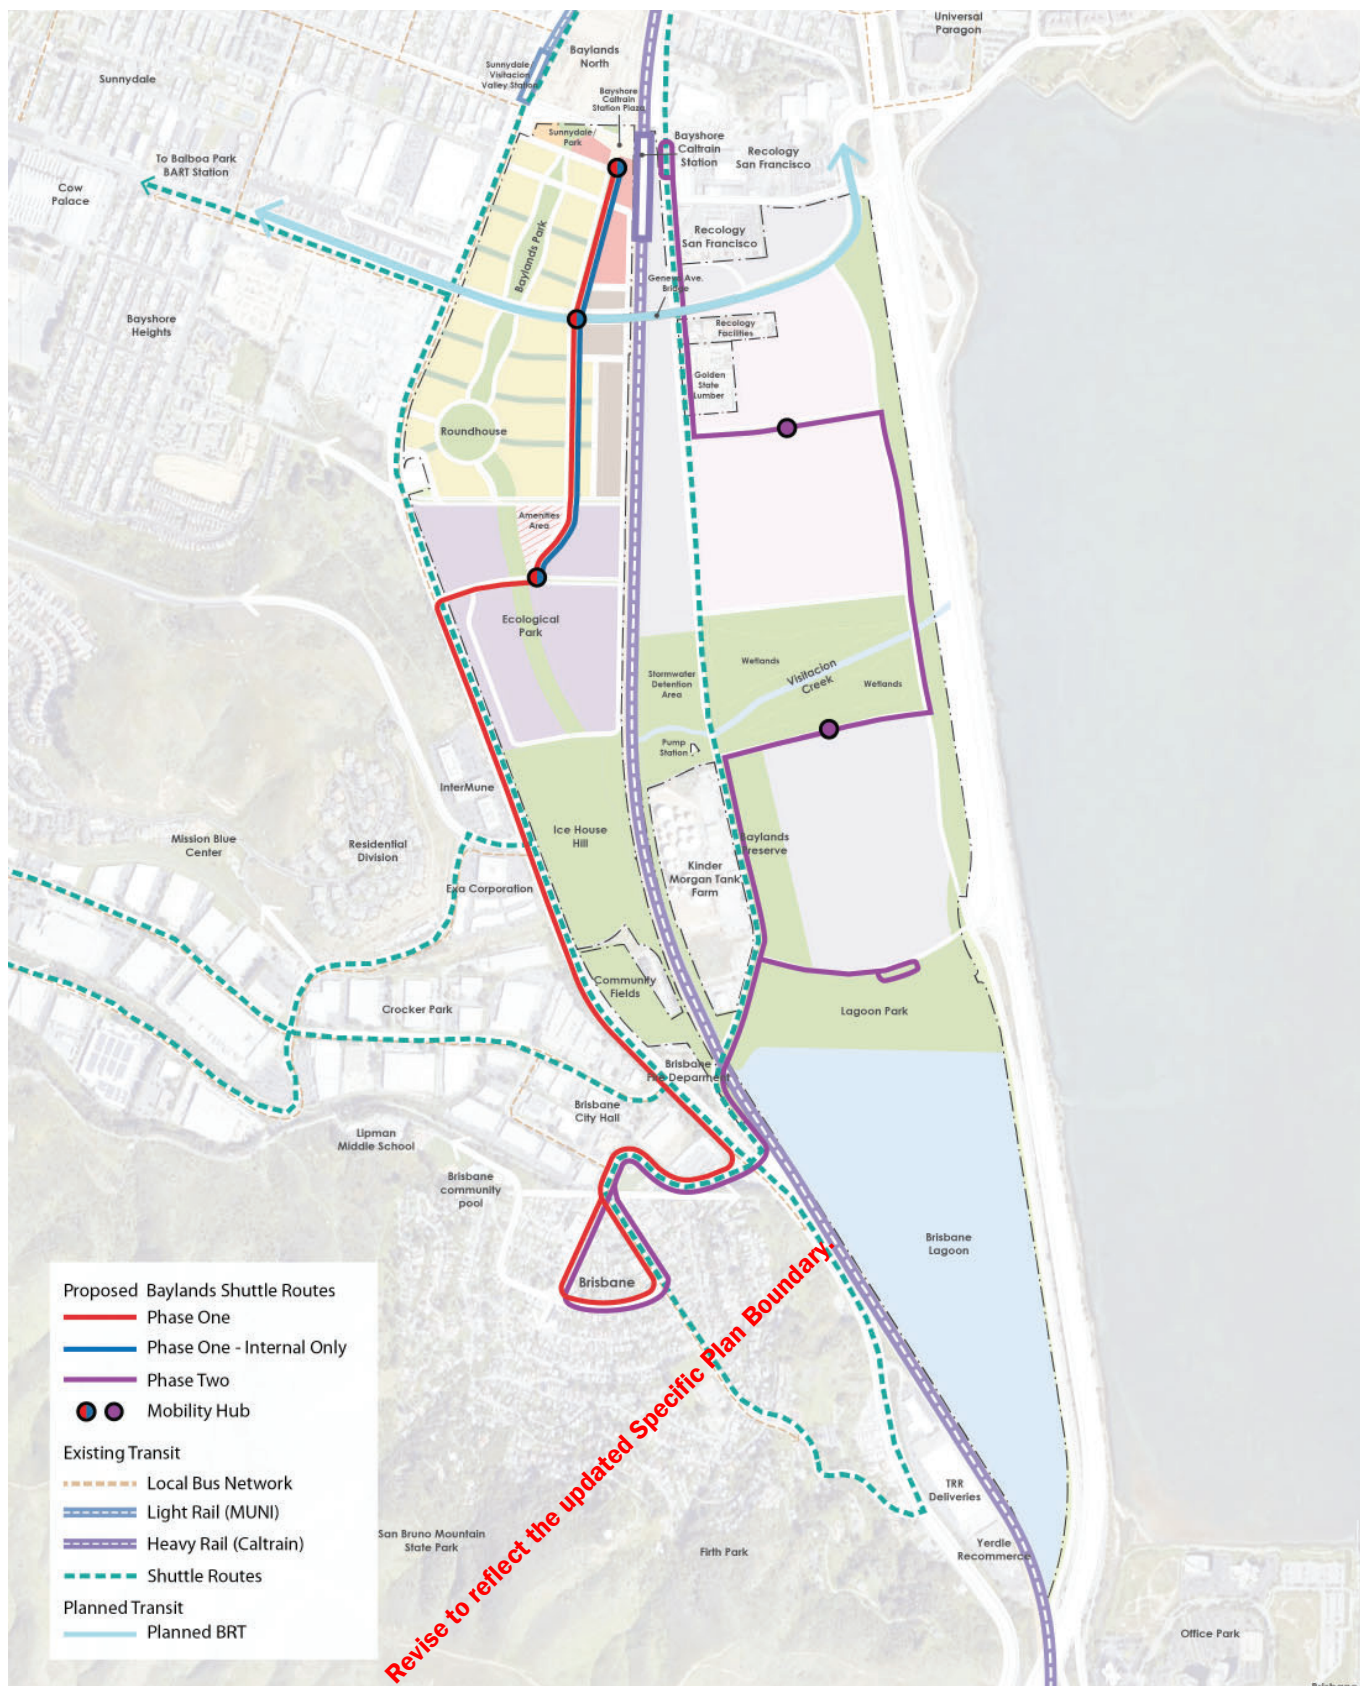 Universal
Paragon
Baylands
North
Sunnydale
Sunnydale/
Visitacion
Valley Station
Bayshore
Caltrain
Station Plaza
Sunnydale/
Park
Bayshore
Caltrain
Station
Recology
San Francisco
To Balboa Park
BART Station
Cow
Palace
Baylands Park
Recology
San Francisco
Geneva Ave.
Bridge
Bayshore
Heights
Recology
Facilities
Golden
State
Lumber
Roundhouse
Amenities
Area
Ecological
Park
Stormwater
Detention
Area
Wetlands
Visitacion
Creek
Wetlands
Pump
Station
InterMune
Mission Blue
Center
Residential
Division
Ice House
Hill
Baylands
Preserve
Kinder
Morgan Tank
Farm
Exa Corporation
Community
Fields
Crocker Park
Lagoon Park
Brisbane
Fire Deparment
Brisbane
City Hall
Lipman
Middle School
Brisbane
community
pool
Brisbane
Lagoon
Brisbane
Revise to reflect the updated Specific Plan Boundary.
Proposed Baylands Shuttle Routes
Phase One
Phase One - Internal Only
Phase Two
Mobility Hub
Existing Transit
Local Bus Network
Light Rail (MUNI)
Heavy Rail (Caltrain)
Shuttle Routes
Planned Transit
Planned BRT
TRR
Deliveries
San Bruno Mountain
State Park
Firth Park
Yerdle
Recommerce
Office Park
Brisbane